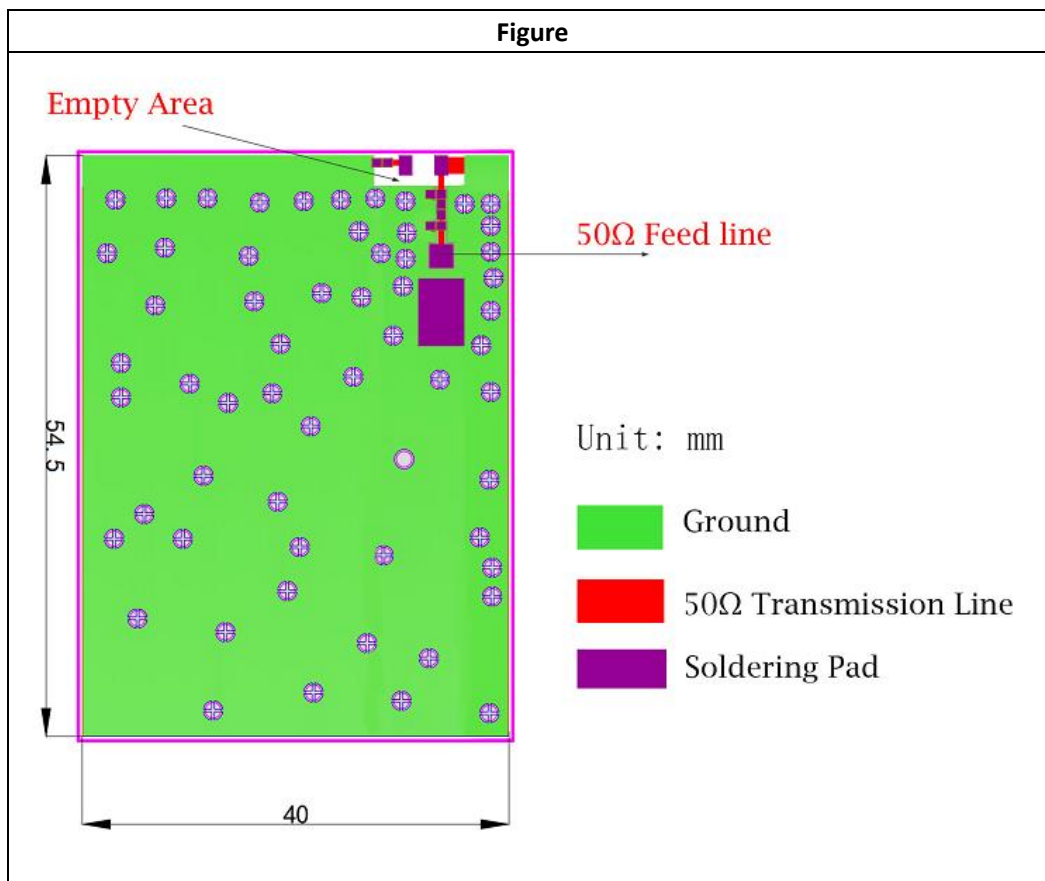 Figure
Empty Area
50Ω Feed line
54.5
Unit: mm
Ground
50Ω Transmission Line
Soldering Pad
40